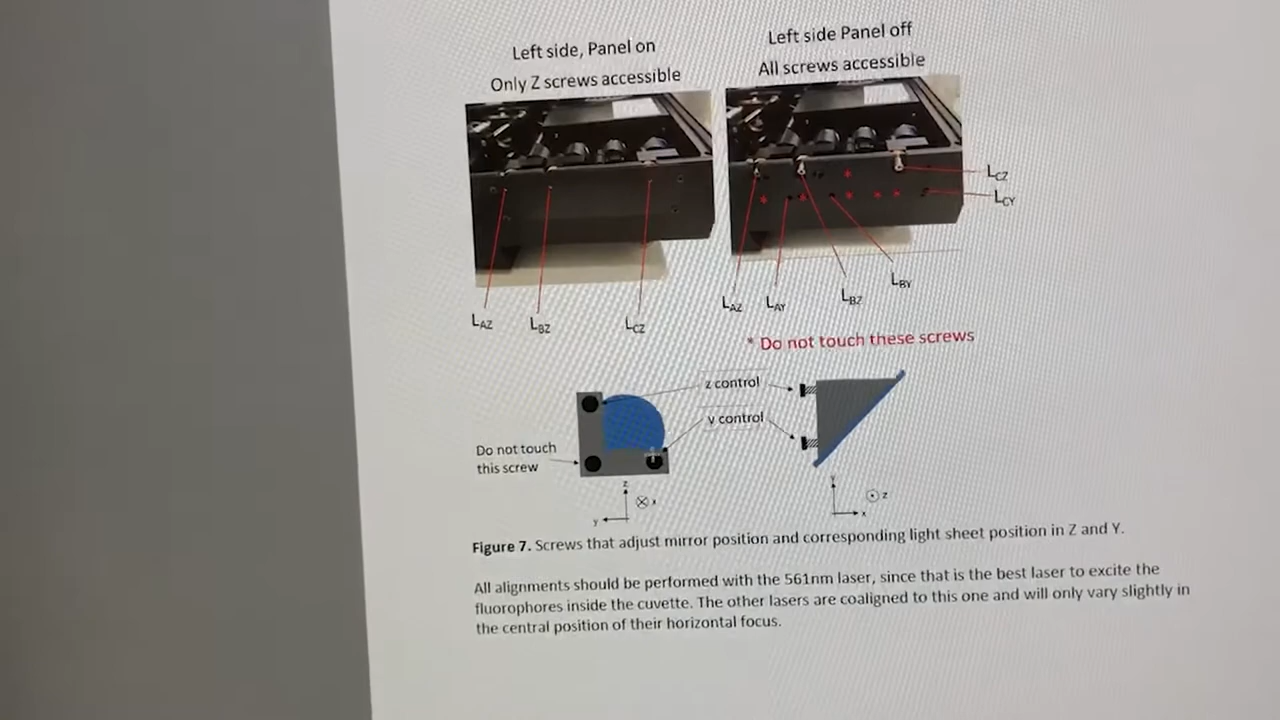 Left side, Panel on
Only Z screws accessible
Left side Panel off
All screws accessible
LCZ
LCY
LAZ
LBZ
LCZ
LAZ
LAY
LBZ
LBY
* Do not touch these screws
z control
y control
Do not touch
this screw
z
x
y
y
z
x
Figure 7. Screws that adjust mirror position and corresponding light sheet position in Z and Y.
All alignments should be performed with the 561nm laser, since that is the best laser to excite the
fluorophores inside the cuvette. The other lasers are coaligned to this one and will only vary slightly in
the central position of their horizontal focus.